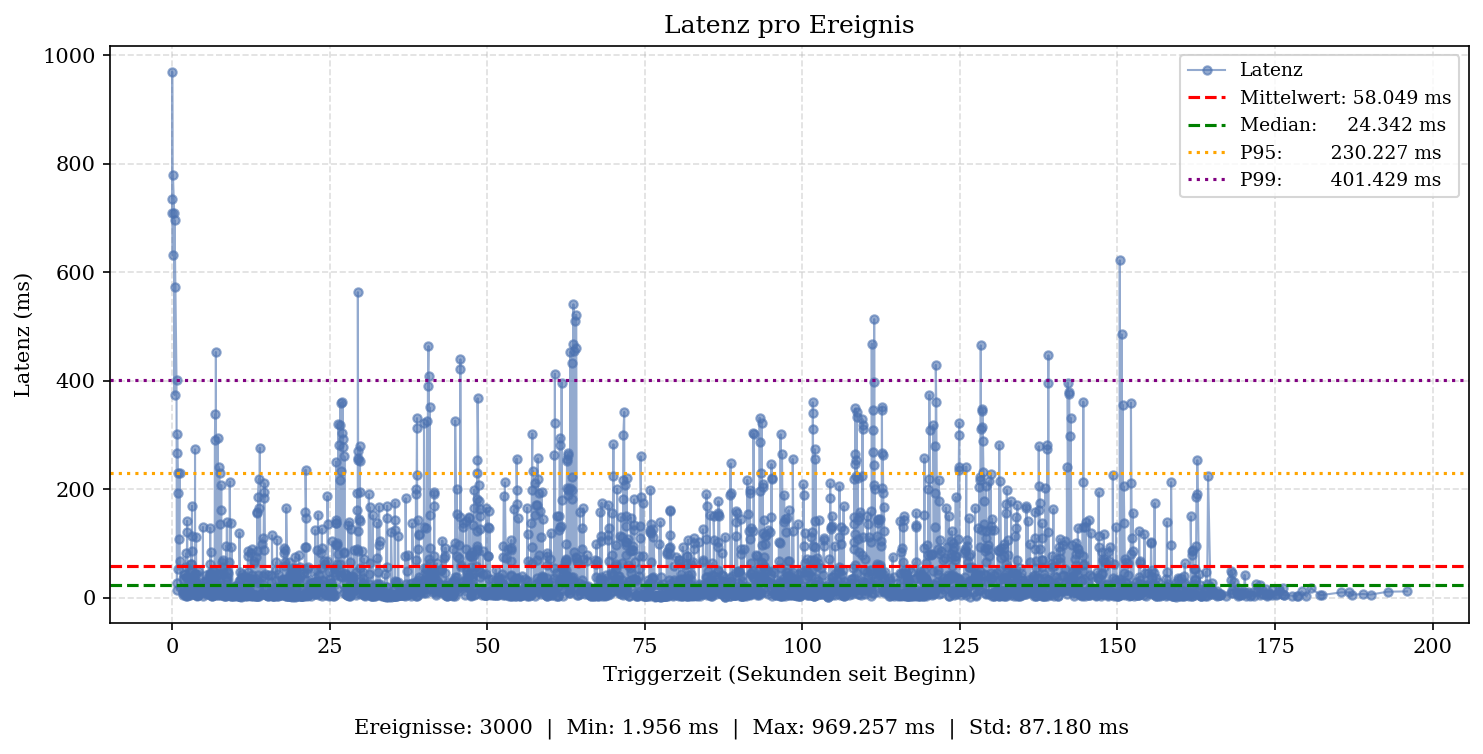 Latenz pro Ereignis
Latenz (ms)
1000
800
600
400
200
0
Latenz
Mittelwert: 58.049 ms
Median: 24.342 ms
P95: 230.227 ms
P99: 401.429 ms
0 25 50 75 100 125 150 175 200
Triggerzeit (Sekunden seit Beginn)
Ereignisse: 3000 | Min: 1.956 ms | Max: 969.257 ms | Std: 87.180 ms